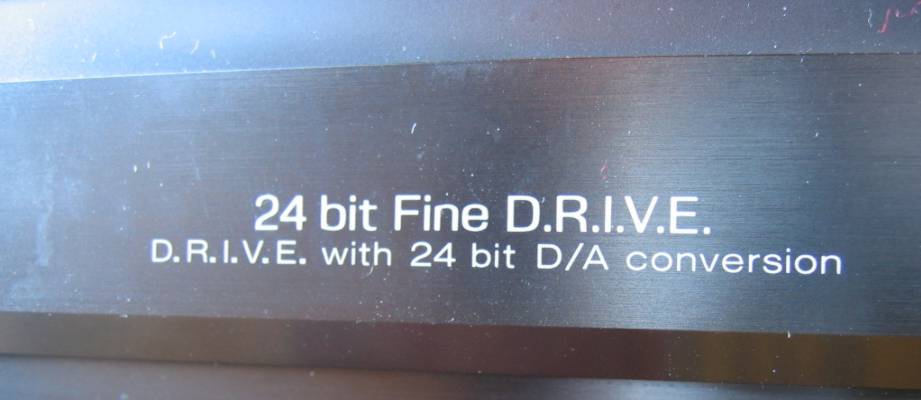 24 bit Fine D.R.I.V.E.
D.R.I.V.E. with 24 bit D/A conversion